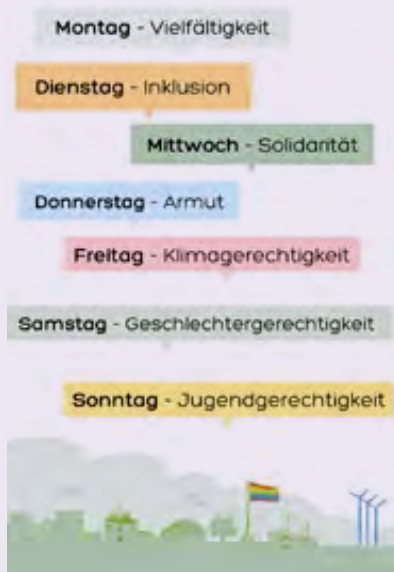 Montag - Vielfältigkeit
Dienstag - Inklusion
Mittwoch - Solidarität
Donnerstag - Armut
Freitag - Klimagerechtigkeit
Samstag - Geschlechtergerechtigkeit
Sonntag - Jugendgerechtigkeit